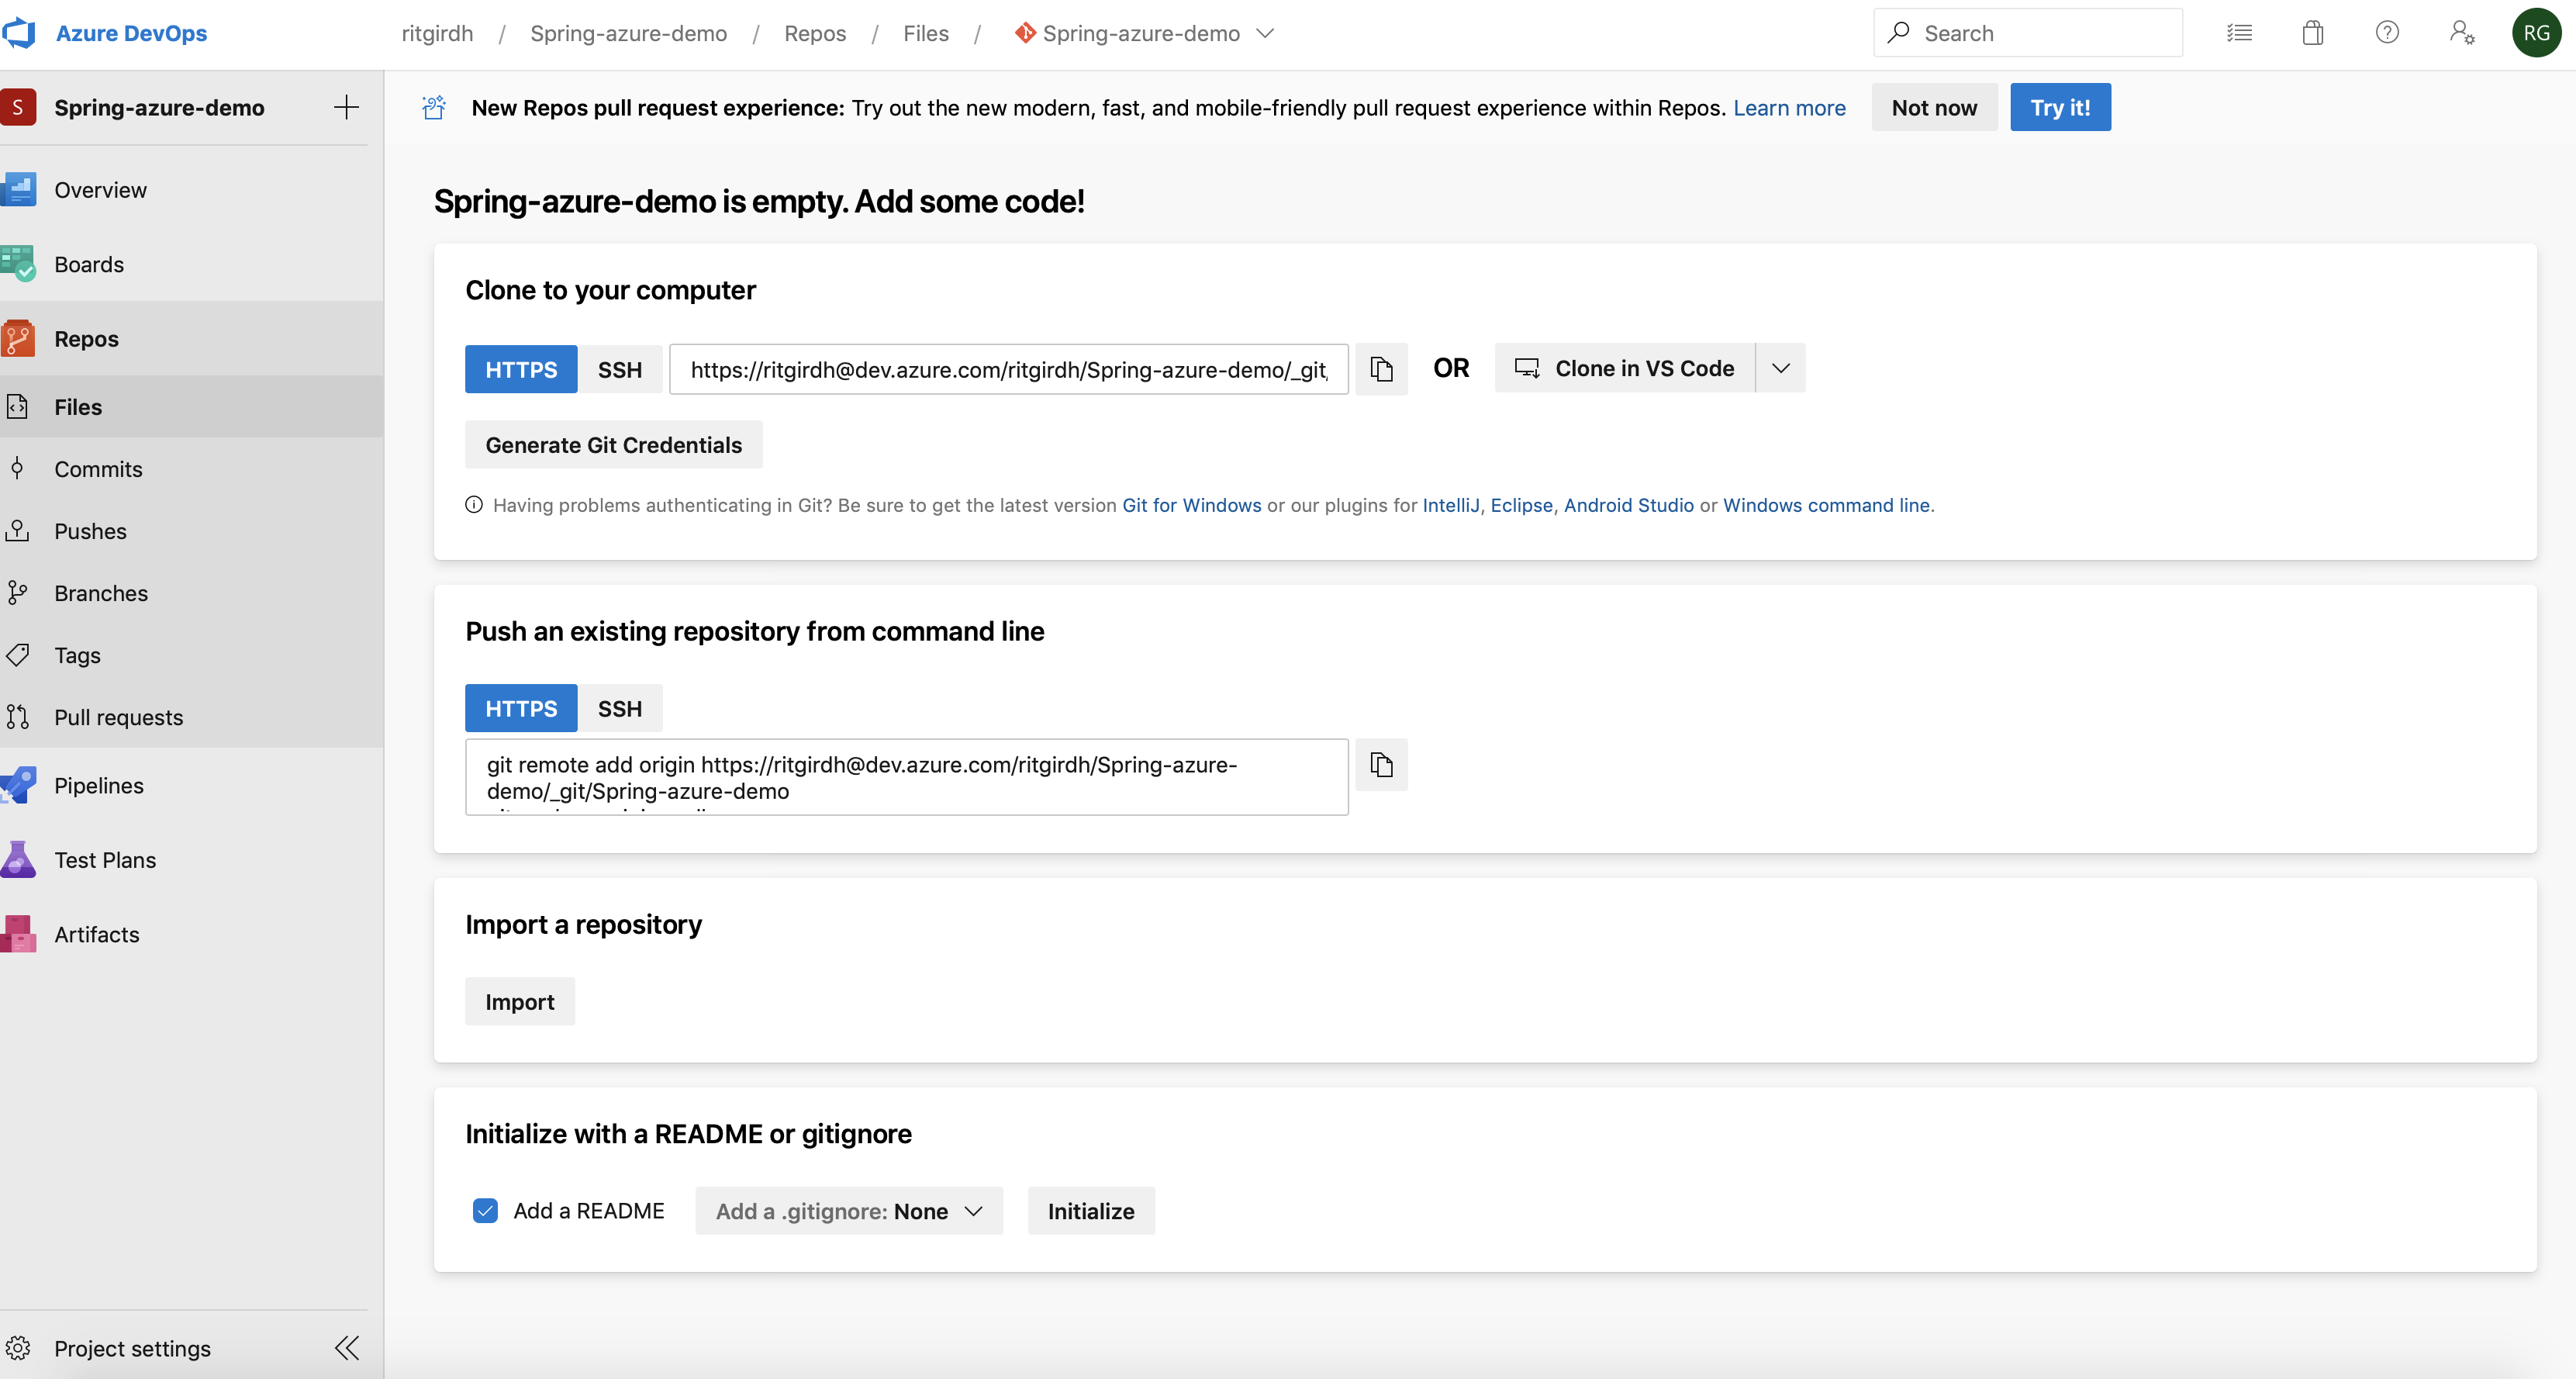 Azure DevOps
ritgirdh / Spring-azure-demo / Repos / Files / Spring-azure-demo
Search
RG
S Spring-azure-demo
Overview
Boards
Repos
Files
Commits
Pushes
Branches
Tags
Pull requests
Pipelines
Test Plans
Artifacts
Project settings
New Repos pull request experience: Try out the new modern, fast, and mobile-friendly pull request experience within Repos. Learn more
Not now
Try it!
Spring-azure-demo is empty. Add some code!
Clone to your computer
HTTPS SSH https://ritgirdh@dev.azure.com/ritgirdh/Spring-azure-demo/_git/ OR Clone in VS Code
Generate Git Credentials
Having problems authenticating in Git? Be sure to get the latest version Git for Windows or our plugins for IntelliJ, Eclipse, Android Studio or Windows command line.
Push an existing repository from command line
HTTPS SSH
git remote add origin https://ritgirdh@dev.azure.com/ritgirdh/Spring-azure-
demo/_git/Spring-azure-demo
Import a repository
Import
Initialize with a README or gitignore
Add a README Add a .gitignore: None Initialize